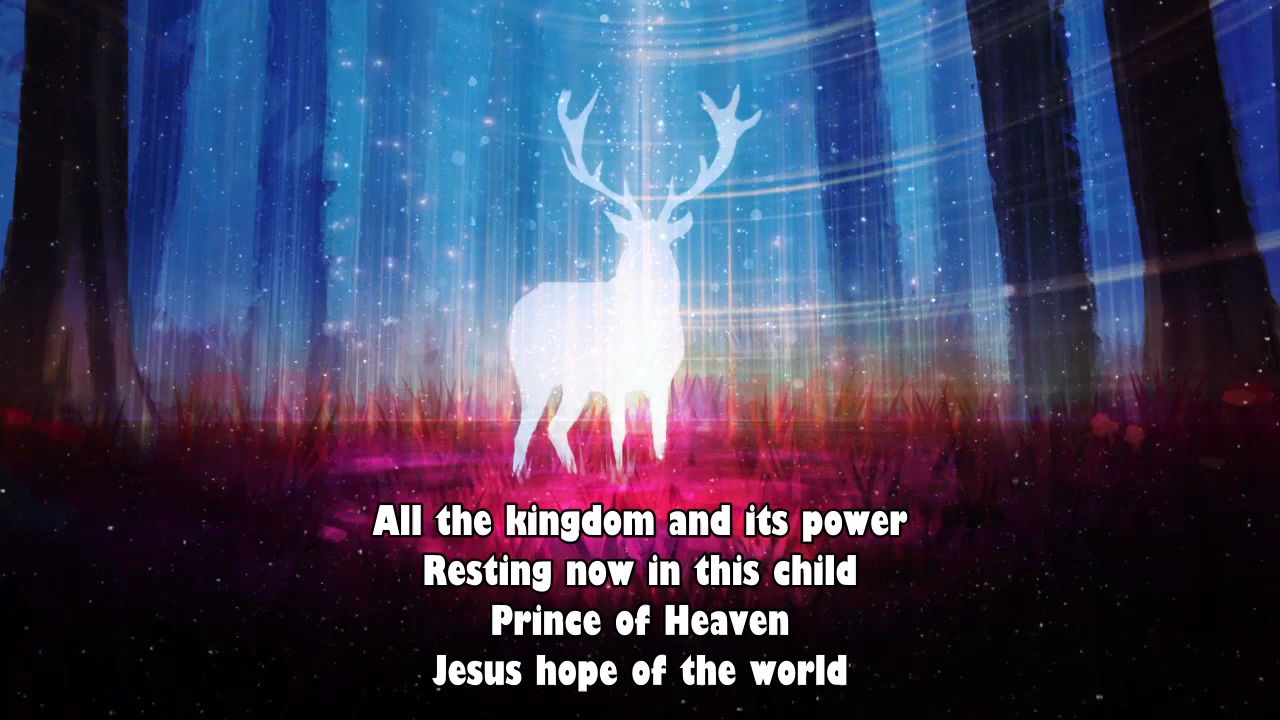 All the kingdom and its power
Resting now in this child
Prince of Heaven
Jesus hope of the world